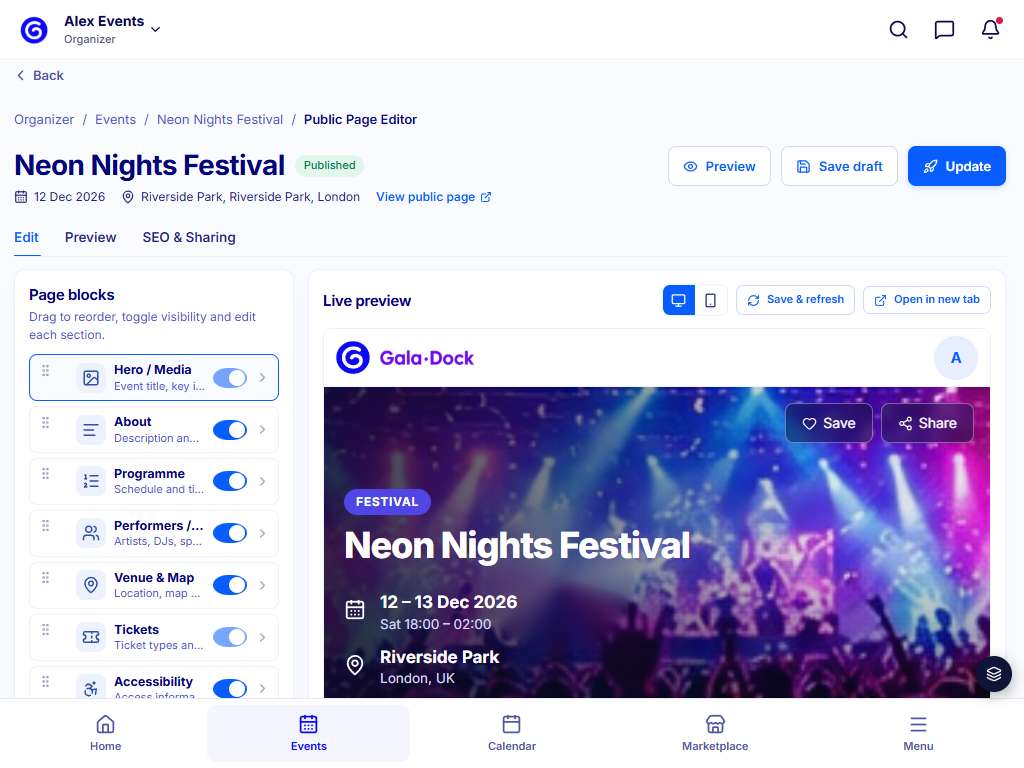 Alex Events
Organizer
Back
Organizer / Events / Neon Nights Festival / Public Page Editor
Neon Nights Festival
Published
Preview
Save draft
Update
12 Dec 2026
Riverside Park, Riverside Park, London
View public page
Edit
Preview
SEO & Sharing
Page blocks
Drag to reorder, toggle visibility and edit
each section.
Hero / Media
Event title, key i...
About
Description an...
Programme
Schedule and ti...
Performers /...
Artists, DJs, sp...
Venue & Map
Location, map ...
Tickets
Ticket types an...
Accessibility
Access informa...
Live preview
Save & refresh
Open in new tab
Gala·Dock
A
Save
Share
FESTIVAL
Neon Nights Festival
12 – 13 Dec 2026
Sat 18:00 – 02:00
Riverside Park
London, UK
Home
Events
Calendar
Marketplace
Menu